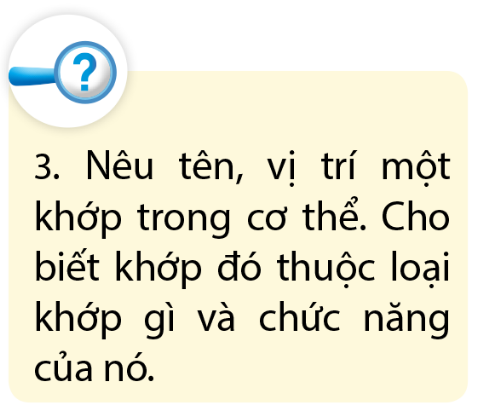 ?
3. Nêu tên, vị trí một
khớp trong cơ thể. Cho
biết khớp đó thuộc loại
khớp gì và chức năng
của nó.